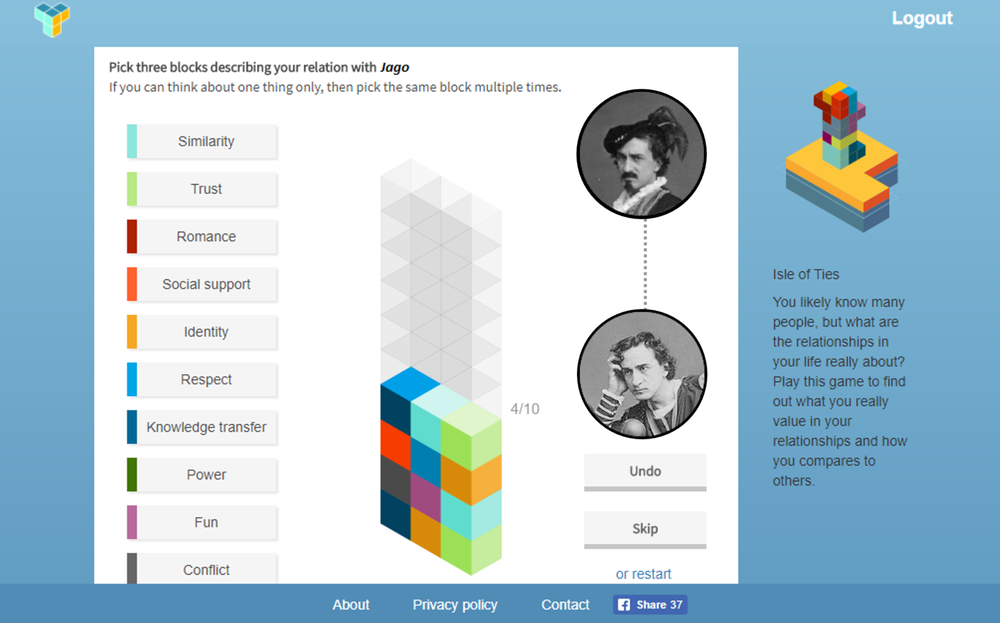 Logout
Pick three blocks describing your relation with Jago
If you can think about one thing only, then pick the same block multiple times.
Similarity
Trust
Romance
Social support
Identity
Respect
Knowledge transfer
Power
Fun
Conflict
4/10
Undo
Skip
or restart
Isle of Ties
You likely know many
people, but what are
the relationships in
your life really about?
Play this game to find
out what you really
value in your
relationships and how
you compares to
others.
About
Privacy policy
Contact
Share 37